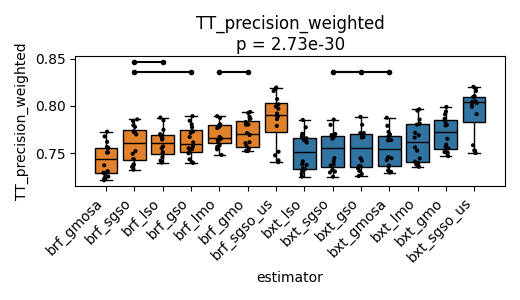 TT_precision_weighted
p = 2.73e-30
TT_precision_weighted
0.85
0.80
0.75
brf_gmosa
brf_sgso
brf_lso
brf_gso
brf_lmo
brf_gmo
brf_sgso_us
bxt_lso
bxt_sgso
bxt_gso
bxt_gmosa
bxt_lmo
bxt_gmo
bxt_sgso_us
estimator